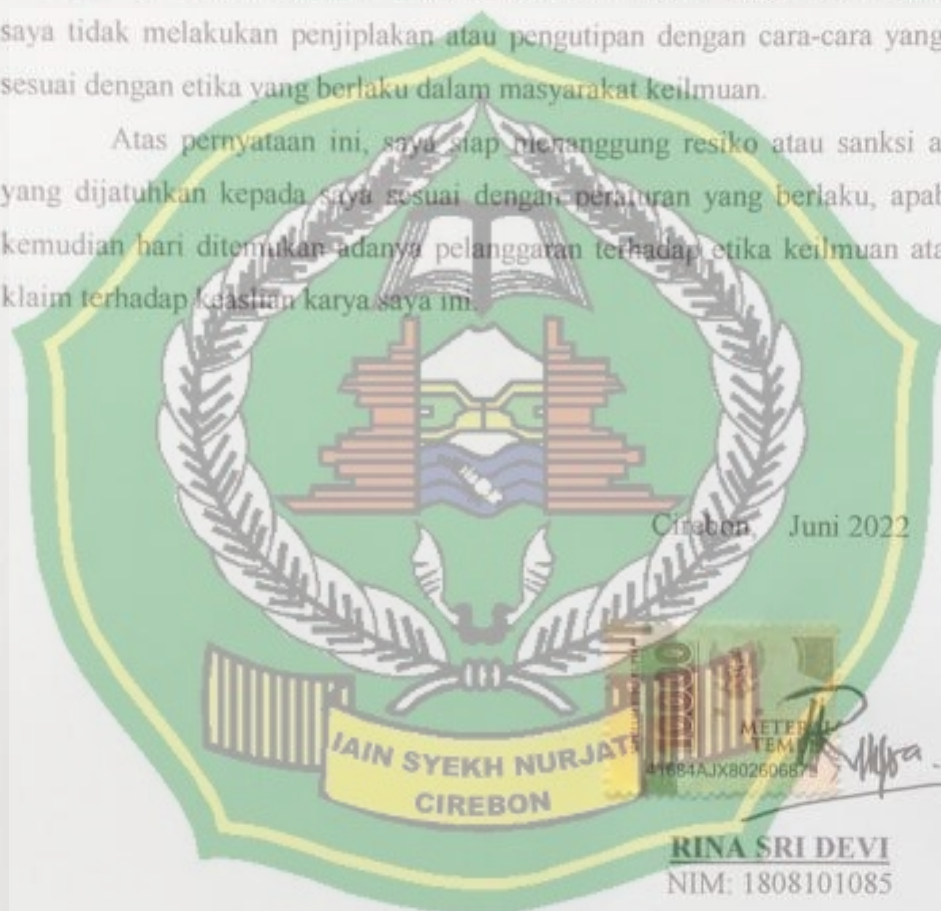 saya tidak melakukan penjiplakan atau pengutipan dengan cara-cara yang
sesuai dengan etika yang berlaku dalam masyarakat keilmuan.
Atas pernyataan ini, saya siap menanggung resiko atau sanksi a
yang dijatuhkan kepada saya sesuai dengan peraturan yang berlaku, apab
kemudian hari ditemukan adanya pelanggaran terhadap etika keilmuan ata
klaim terhadap keaslian karya saya ini.
Cirebon, Juni 2022
10000
METERAI
TEMPEL
41684AJX802606879
IAIN SYEKH NURJATI
CIREBON
RINA SRI DEVI
NIM: 1808101085